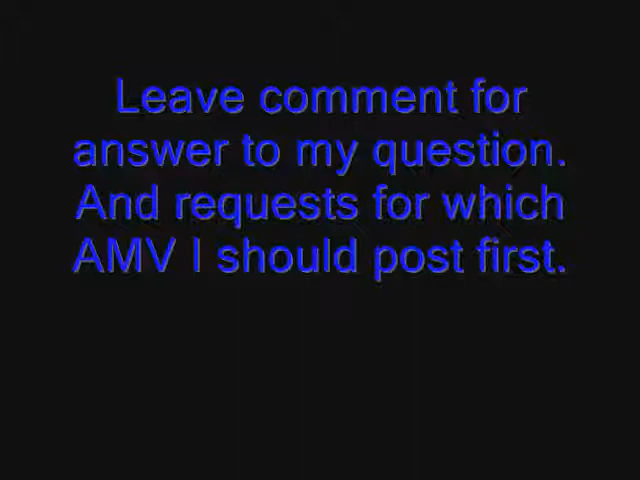 Leave comment for
answer to my question.
And requests for which
AMV I should post first.